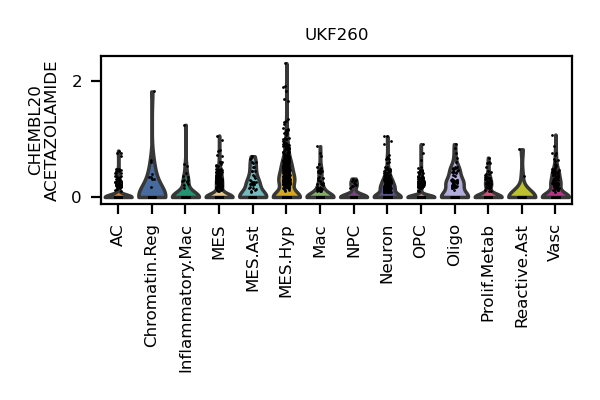 UKF260
CHEMBL20
ACETAZOLAMIDE
2
0
AC
Chromatin.Reg
Inflammatory.Mac
MES
MES.Ast
MES.Hyp
Mac
NPC
Neuron
OPC
Oligo
Prolif.Metab
Reactive.Ast
Vasc